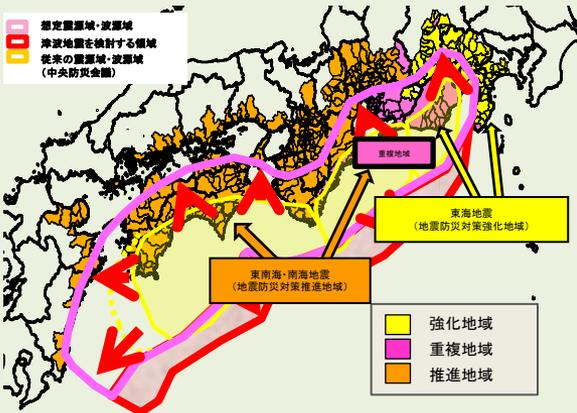 想定震源域・波源域
津波地震を検討する領域
従来の震源域・波源域
（中央防災会議）
重複地域
東海地震
（地震防災対策強化地域）
東南海・南海地震
（地震防災対策推進地域）
強化地域
重複地域
推進地域